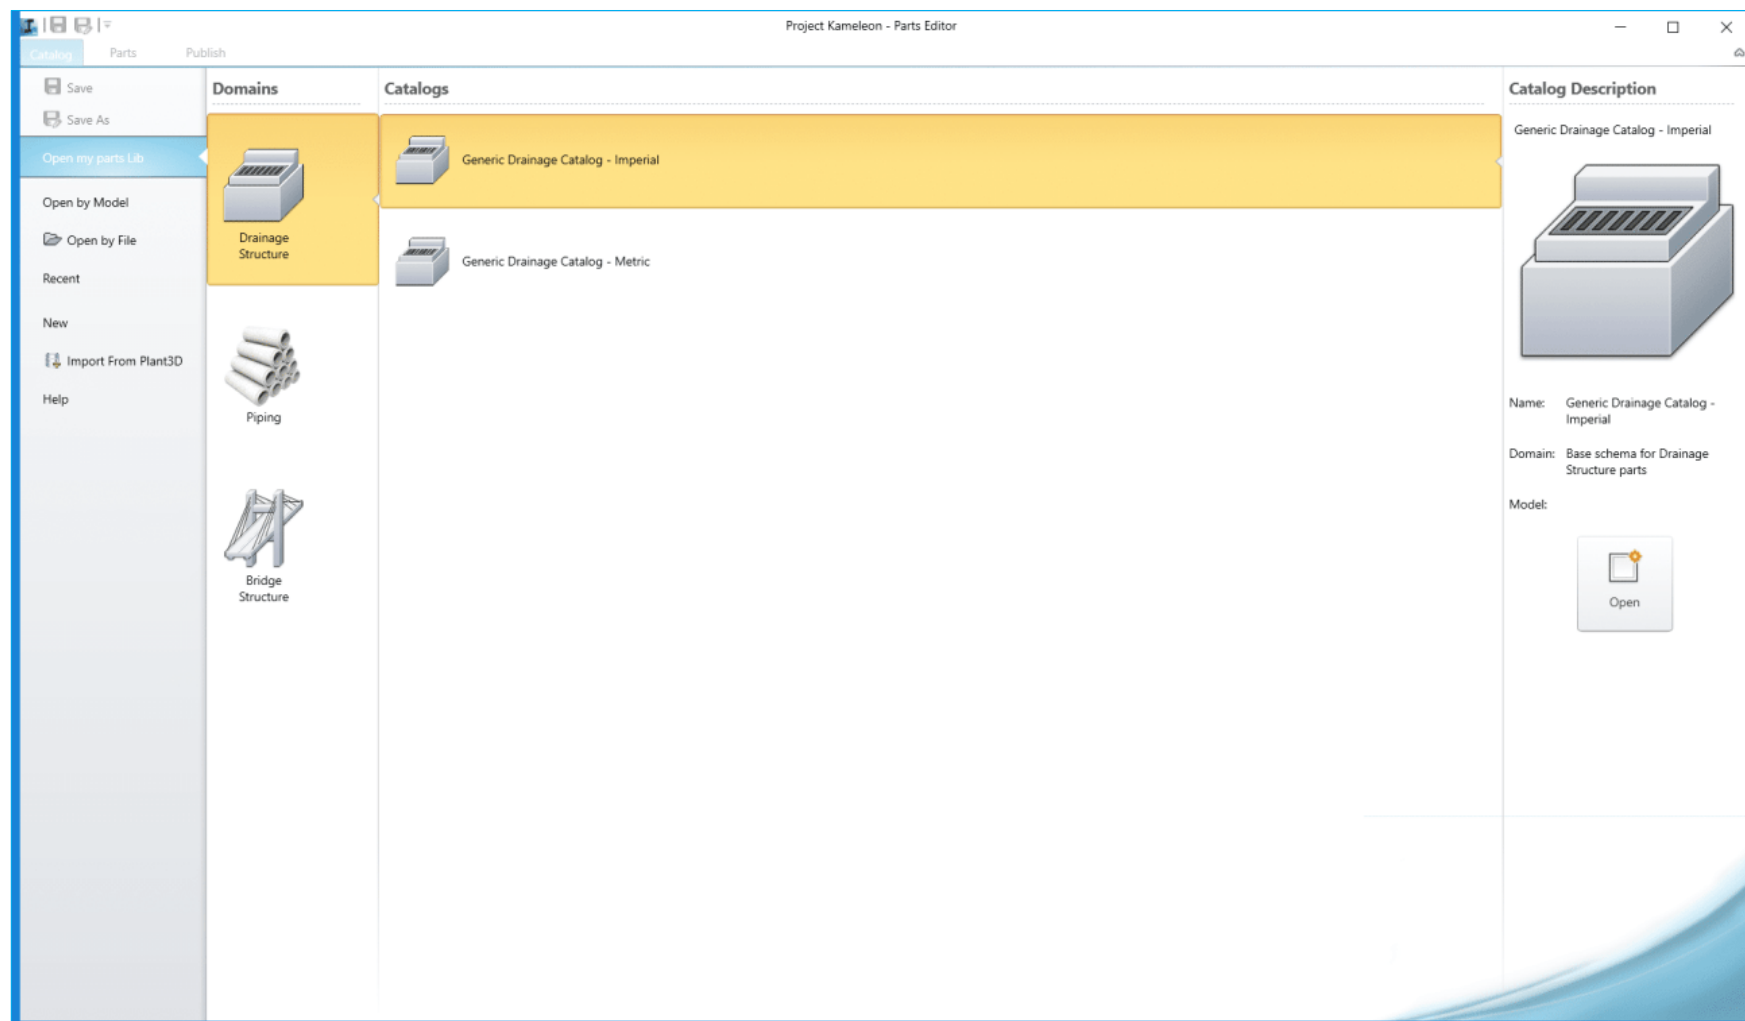 Project Kameleon - Parts Editor
Catalog
Parts
Publish
Save
Save As
Open my parts Lib
Open by Model
Open by File
Recent
New
Import From Plant3D
Help
Domains
Drainage
Structure
Piping
Bridge
Structure
Catalogs
Generic Drainage Catalog - Imperial
Generic Drainage Catalog - Metric
Catalog Description
Generic Drainage Catalog - Imperial
Name: Generic Drainage Catalog -
Imperial
Domain: Base schema for Drainage
Structure parts
Model:
Open